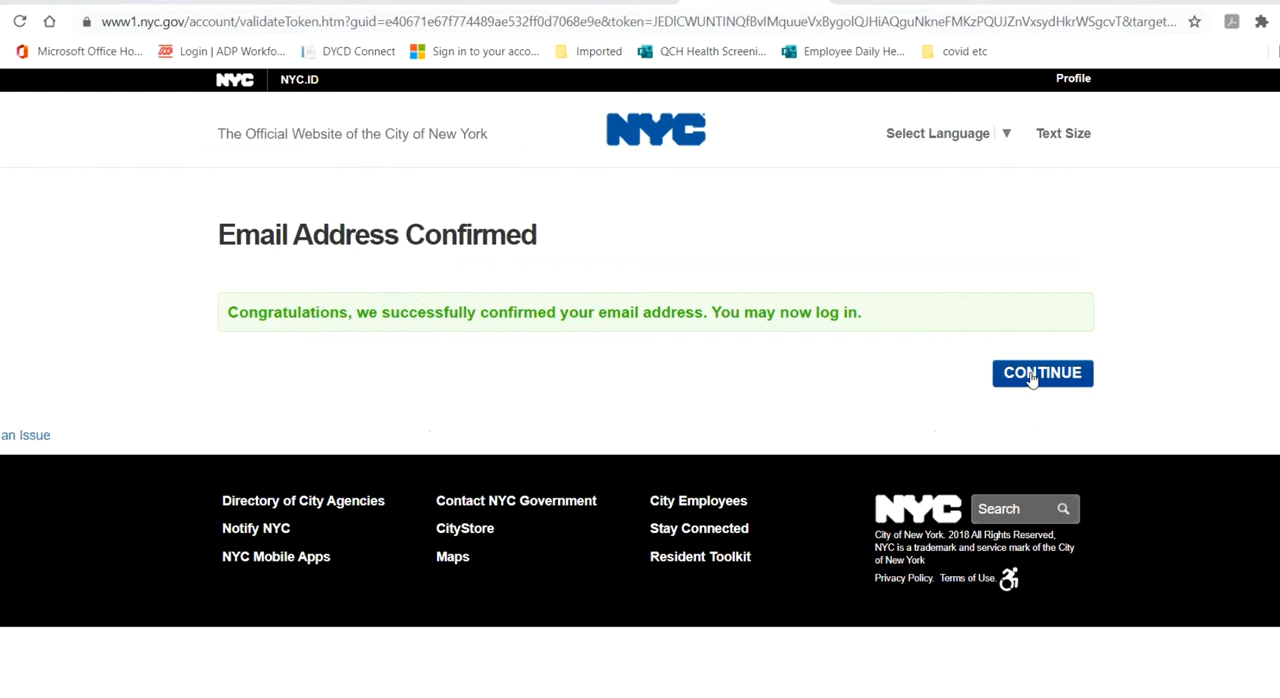 www1.nyc.gov/account/validateToken.htm?guid=e40671e67f774489ae532ff0d7068e9e&token=JEDlCWUNTINQfBvlMquueVxBygolQJHiAQguNkneFMKzPQUJZnVxsydHkrWSgcvT&target...
Microsoft Office Ho... Login | ADP Workfo... DYCD Connect Sign in to your acco... Imported QCH Health Screeni... Employee Daily He... covid etc
NYC NYC.ID Profile
The Official Website of the City of New York NYC Select Language ▼ Text Size
Email Address Confirmed
Congratulations, we successfully confirmed your email address. You may now log in.
CONTINUE
an Issue
Directory of City Agencies Contact NYC Government City Employees NYC Search
Notify NYC CityStore Stay Connected
NYC Mobile Apps Maps Resident Toolkit
City of New York. 2018 All Rights Reserved,
NYC is a trademark and service mark of the City
of New York
Privacy Policy. Terms of Use.